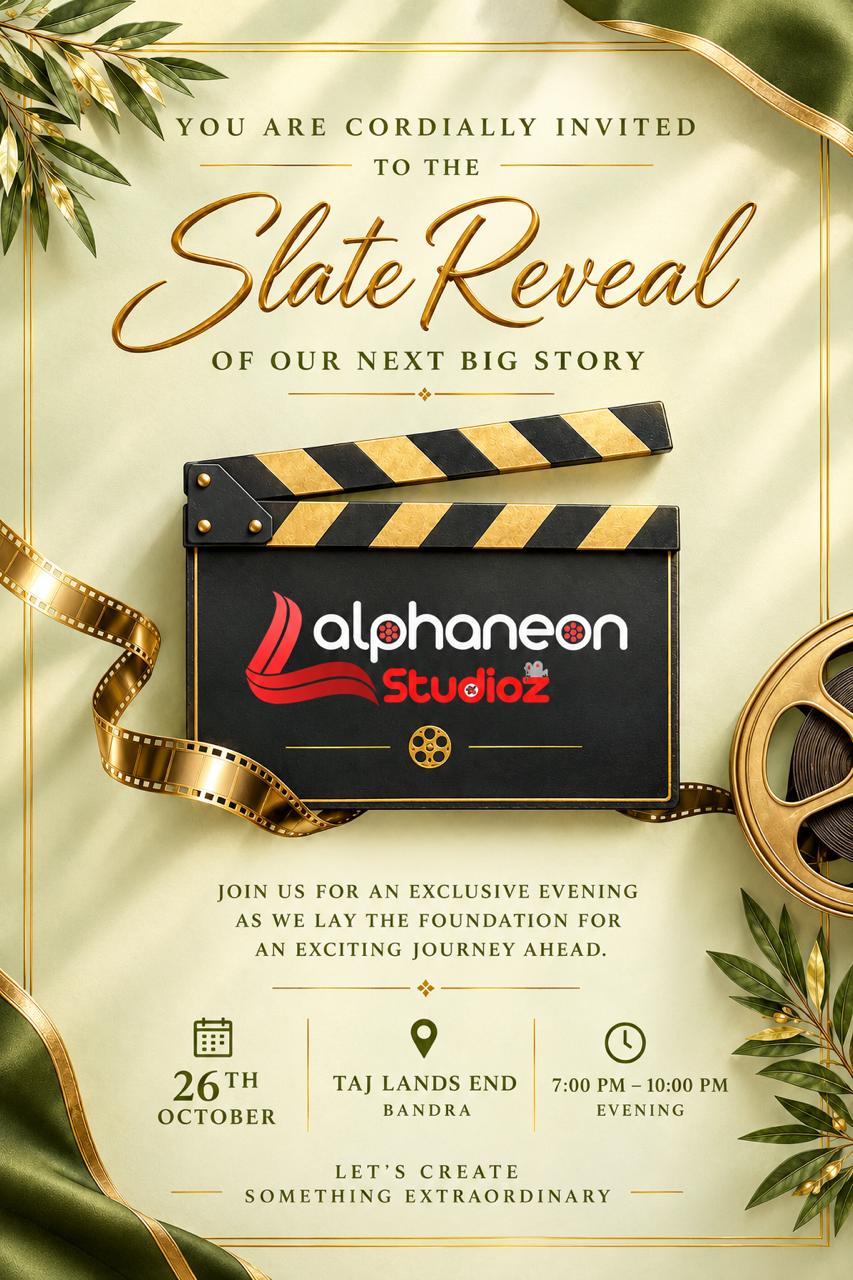 YOU ARE CORDIALLY INVITED
TO THE
Slate Reveal
OF OUR NEXT BIG STORY
alphaneon
Studioz
JOIN US FOR AN EXCLUSIVE EVENING
AS WE LAY THE FOUNDATION FOR
AN EXCITING JOURNEY AHEAD.
26TH
OCTOBER
TAJ LANDS END
BANDRA
7:00 PM – 10:00 PM
EVENING
LET'S CREATE
SOMETHING EXTRAORDINARY